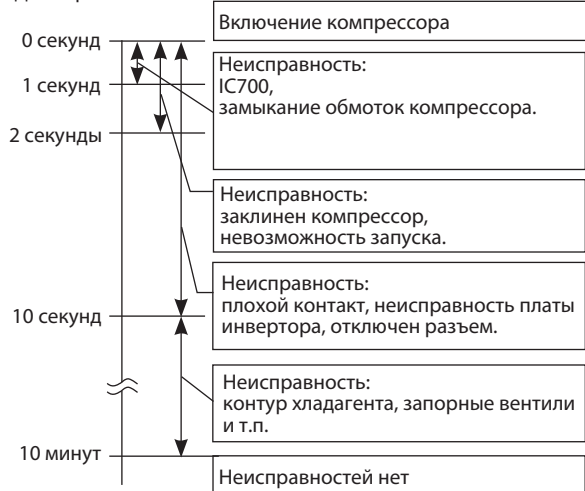 Включение компрессора
0 секунд
Неисправность:
IC700,
замыкание обмоток компрессора.
1 секунд
2 секунды
Неисправность:
заклинен компрессор,
невозможность запуска.
Неисправность:
плохой контакт, неисправность платы
инвертора, отключен разъем.
10 секунд
Неисправность:
контур хладагента, запорные вентили
и т.п.
10 минут
Неисправностей нет